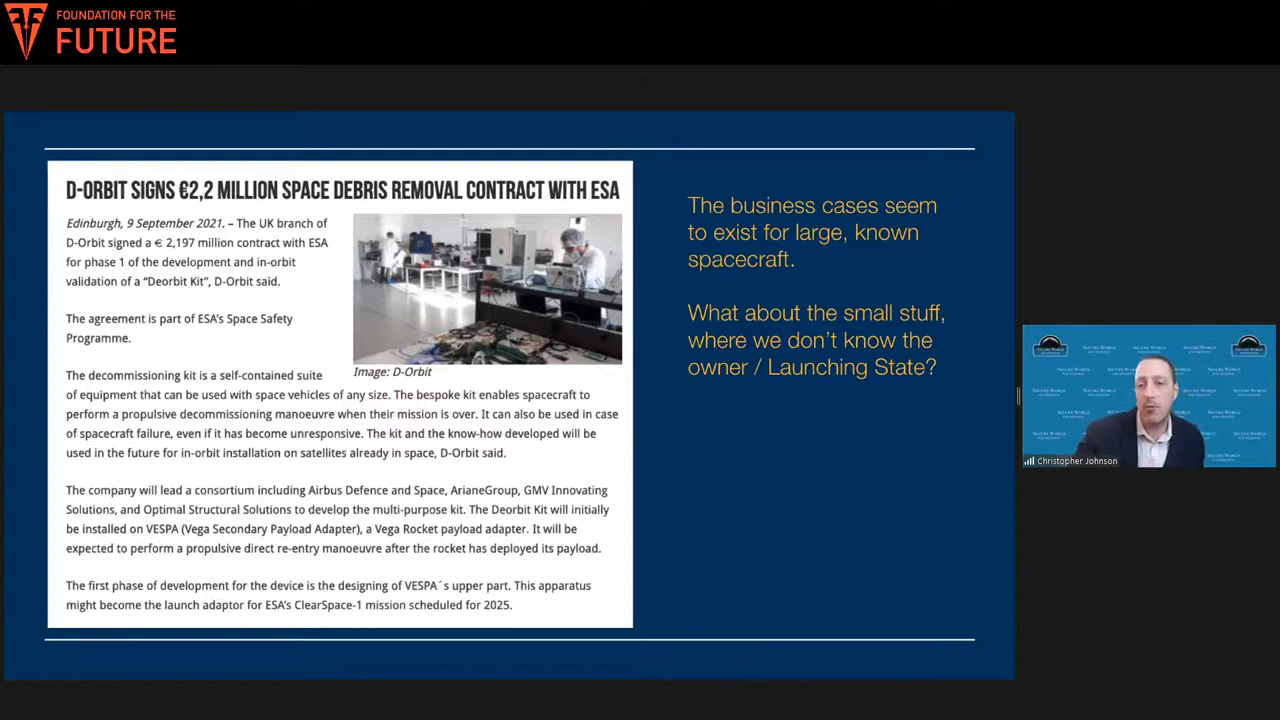 FOUNDATION FOR THE
FUTURE
D-ORBIT SIGNS €2,2 MILLION SPACE DEBRIS REMOVAL CONTRACT WITH ESA
Edinburgh, 9 September 2021. – The UK branch of
D-Orbit signed a € 2,197 million contract with ESA
for phase 1 of the development and in-orbit
validation of a “Deorbit Kit”, D-Orbit said.
The agreement is part of ESA’s Space Safety
Programme.
Image: D-Orbit
The decommissioning kit is a self-contained suite
of equipment that can be used with space vehicles of any size. The bespoke kit enables spacecraft to
perform a propulsive decommissioning manoeuvre when their mission is over. It can also be used in case
of spacecraft failure, even if it has become unresponsive. The kit and the know-how developed will be
used in the future for in-orbit installation on satellites already in space, D-Orbit said.
The company will lead a consortium including Airbus Defence and Space, ArianeGroup, GMV Innovating
Solutions, and Optimal Structural Solutions to develop the multi-purpose kit. The Deorbit Kit will initially
be installed on VESPA (Vega Secondary Payload Adapter), a Vega Rocket payload adapter. It will be
expected to perform a propulsive direct re-entry manoeuvre after the rocket has deployed its payload.
The first phase of development for the device is the designing of VESPA´s upper part. This apparatus
might become the launch adaptor for ESA’s ClearSpace-1 mission scheduled for 2025.
The business cases seem
to exist for large, known
spacecraft.
What about the small stuff,
where we don’t know the
owner / Launching State?
Christopher Johnson